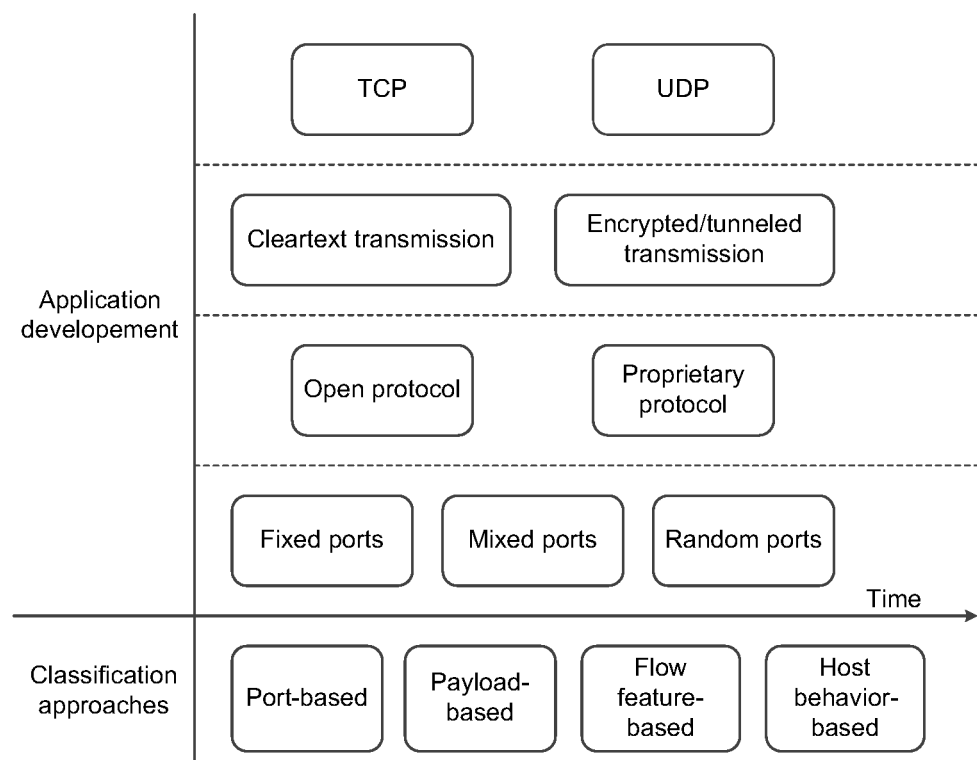 TCP
UDP
Cleartext transmission
Encrypted/tunneled
transmission
Application
developement
Open protocol
Proprietary
protocol
Fixed ports
Mixed ports
Random ports
Time
Classification
approaches
Port-based
Payload-
based
Flow
feature-
based
Host
behavior-
based